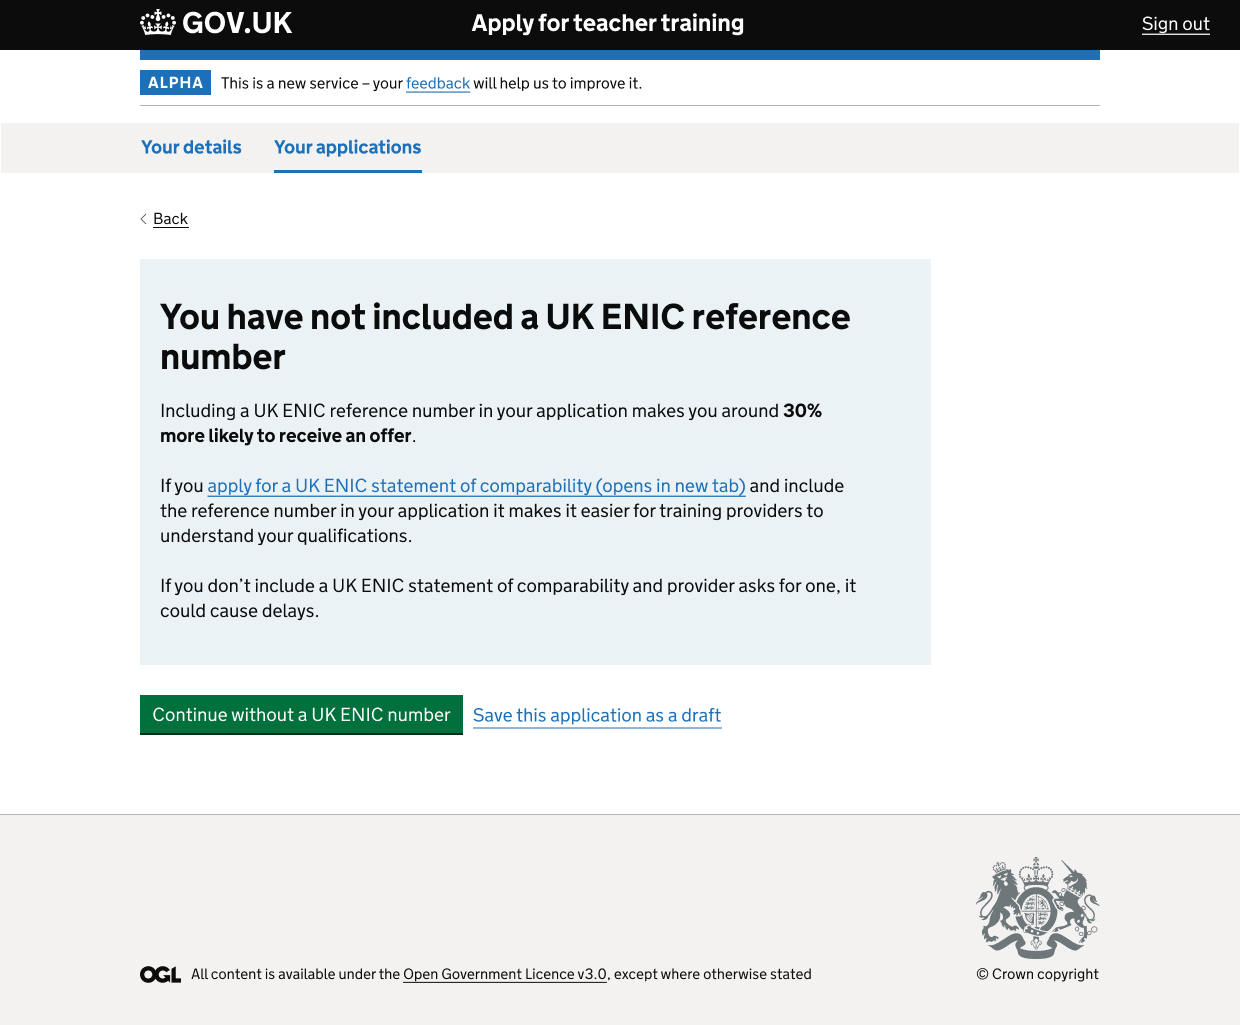 GOV.UK Apply for teacher training Sign out
ALPHA This is a new service – your feedback will help us to improve it.
Your details Your applications
Back
You have not included a UK ENIC reference
number
Including a UK ENIC reference number in your application makes you around 30%
more likely to receive an offer.
If you apply for a UK ENIC statement of comparability (opens in new tab) and include
the reference number in your application it makes it easier for training providers to
understand your qualifications.
If you don’t include a UK ENIC statement of comparability and provider asks for one, it
could cause delays.
Continue without a UK ENIC number Save this application as a draft
OGL All content is available under the Open Government Licence v3.0, except where otherwise stated
© Crown copyright